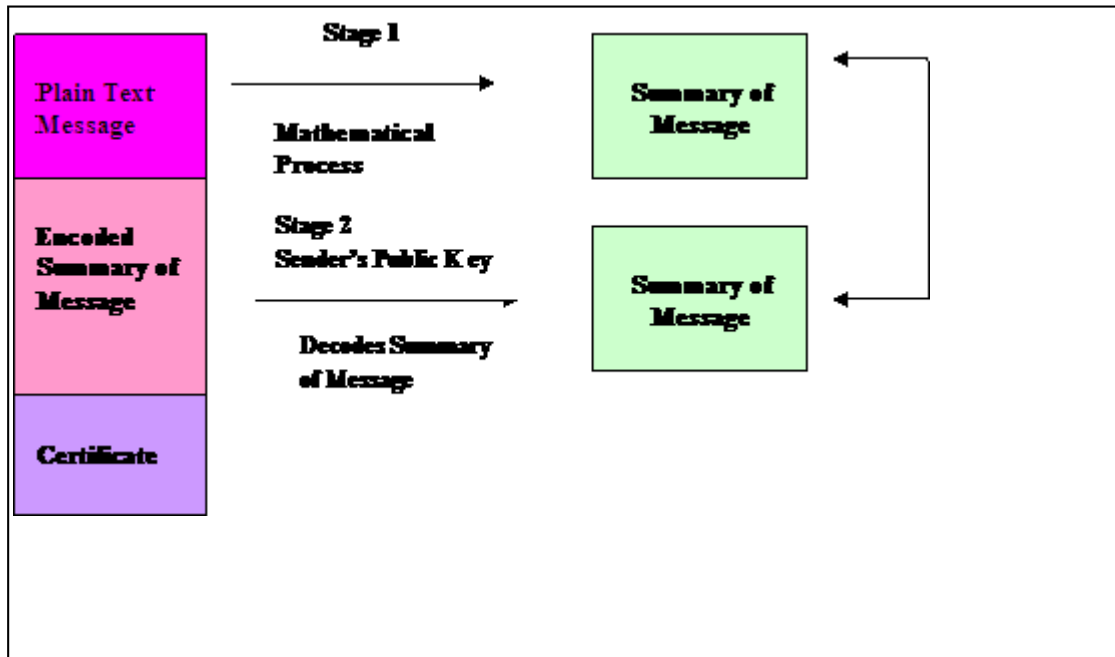 Stage 1
Plain Text
Message
Mathematical
Process
Summary of
Message
Encoded
Summary of
Message
Stage 2
Sender's Public Key
Decodes Summary
of Message
Summary of
Message
Certificate